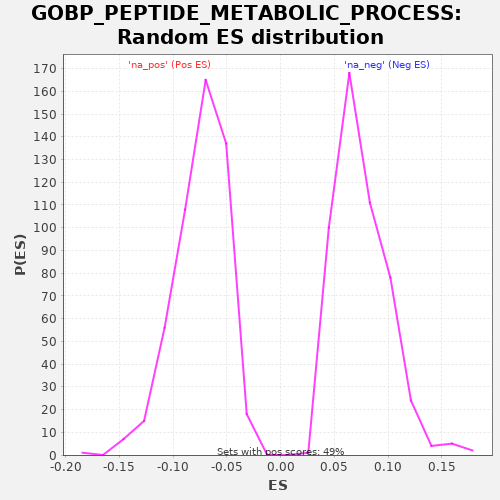 GOBP_PEPTIDE_METABOLIC_PROCESS:
Random ES distribution
'na_pos' (Pos ES)
'na_neg' (Neg ES)
170
160
150
140
130
120
110
100
90
80
70
60
50
40
30
20
10
0
P(ES)
Sets with pos scores: 49%
-0.20 -0.15 -0.10 -0.05 0.00 0.05 0.10 0.15
ES